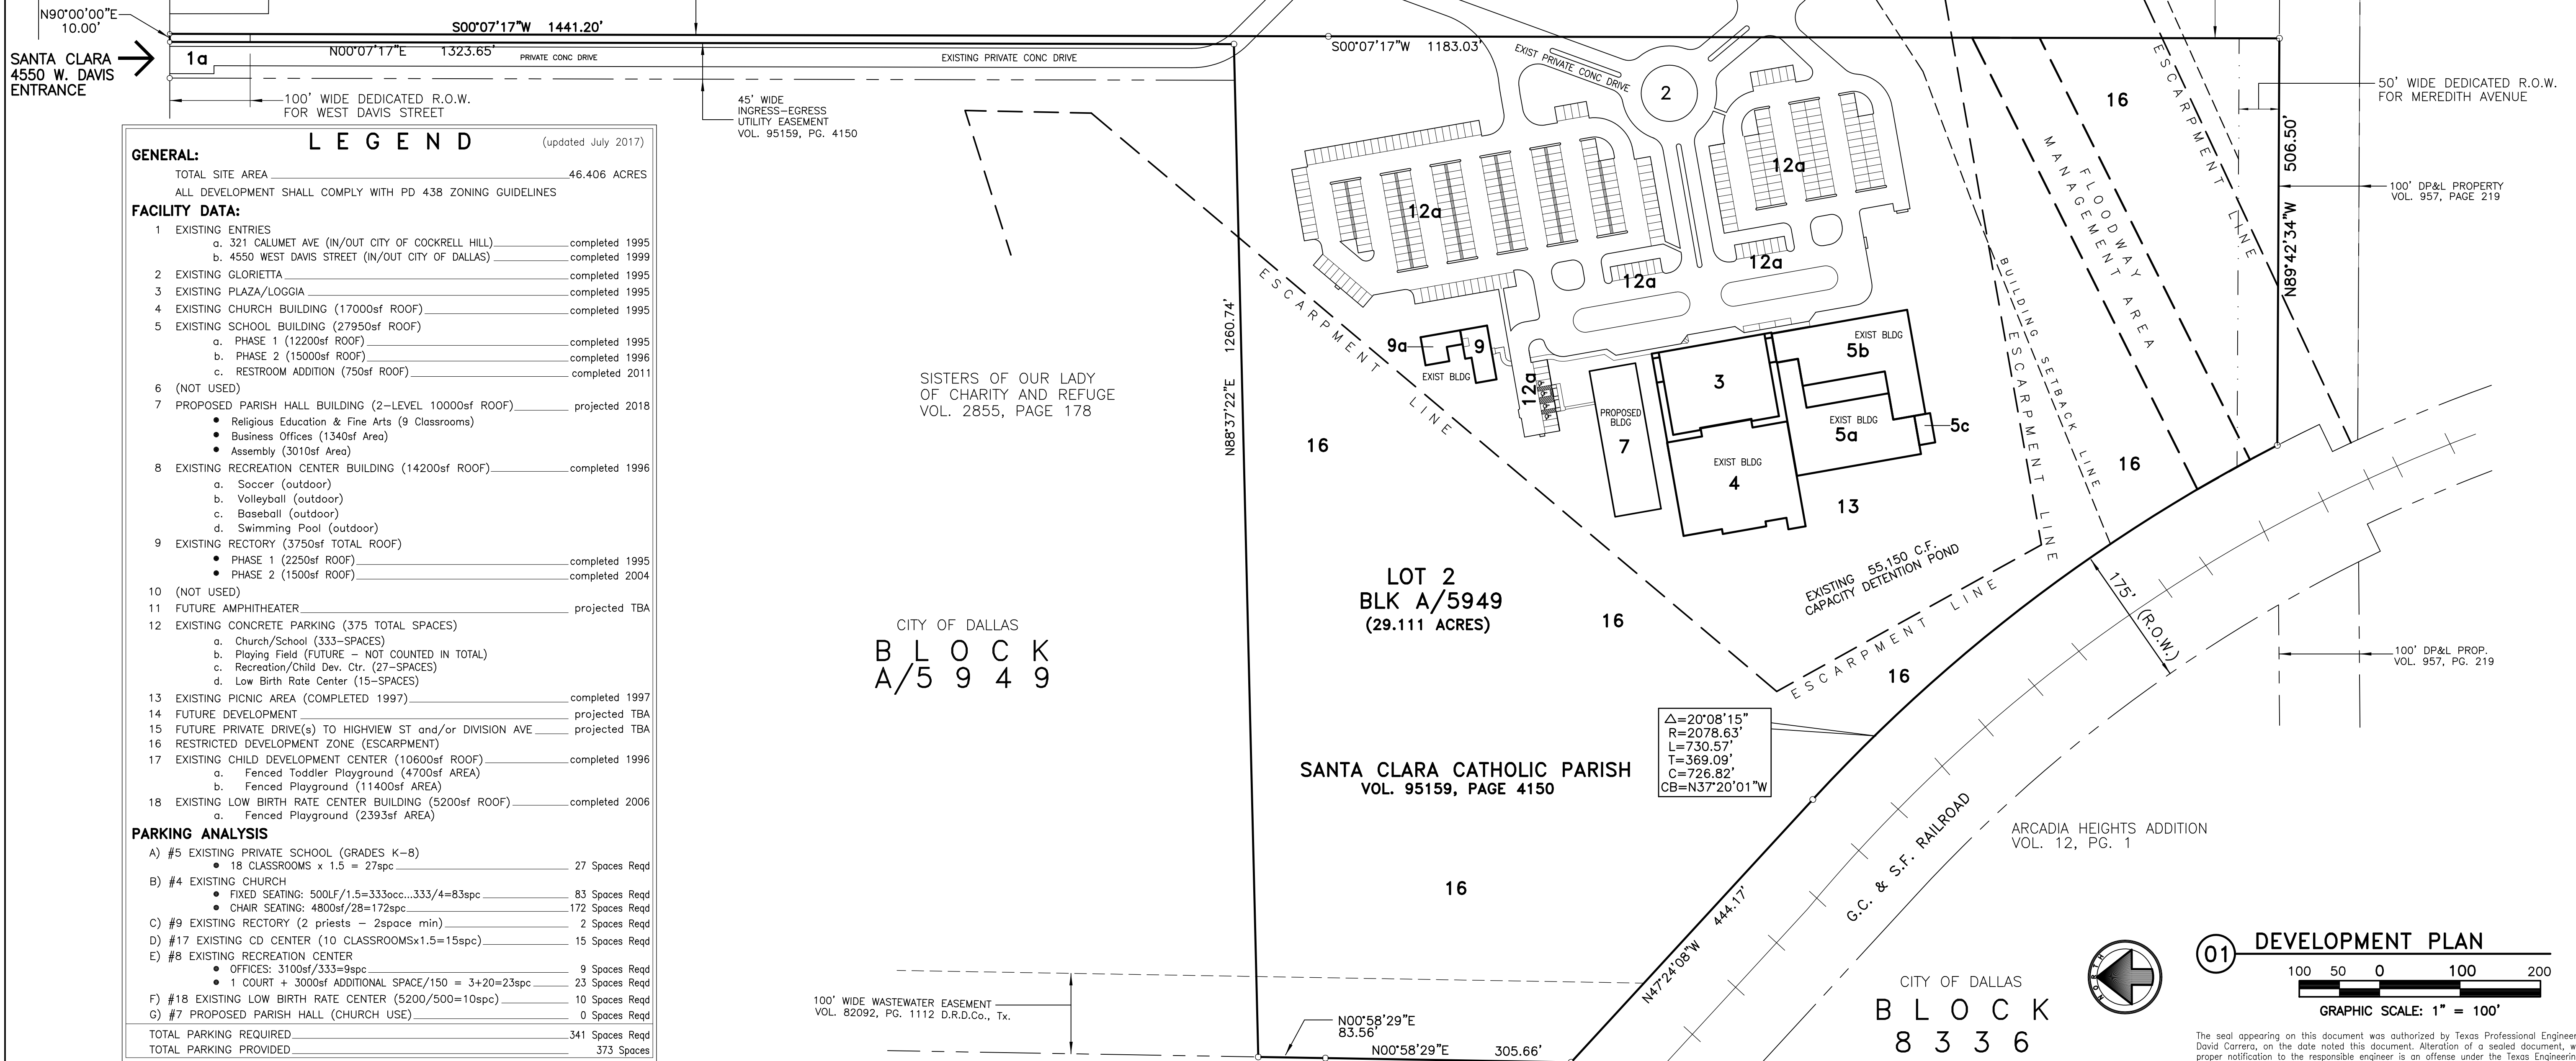 N90°00'00"E
10.00'
SANTA CLARA
4550 W. DAVIS
ENTRANCE
1a
S00°07'17"W 1441.20'
N00°07'17"E 1323.65'
PRIVATE CONC DRIVE
EXISTING PRIVATE CONC DRIVE
100' WIDE DEDICATED R.O.W.
FOR WEST DAVIS STREET
45' WIDE
INGRESS-EGRESS
UTILITY EASEMENT
VOL. 95159, PG. 4150
LEGEND
(updated July 2017)
GENERAL:
TOTAL SITE AREA 46.406 ACRES
ALL DEVELOPMENT SHALL COMPLY WITH PD 438 ZONING GUIDELINES
FACILITY DATA:
1 EXISTING ENTRIES
a. 321 CALUMET AVE (IN/OUT CITY OF COCKRELL HILL) completed 1995
b. 4550 WEST DAVIS STREET (IN/OUT CITY OF DALLAS) completed 1999
2 EXISTING GLORIETTA completed 1995
3 EXISTING PLAZA/LOGGIA completed 1995
4 EXISTING CHURCH BUILDING (17000sf ROOF) completed 1995
5 EXISTING SCHOOL BUILDING (27950sf ROOF)
a. PHASE 1 (12200sf ROOF) completed 1995
b. PHASE 2 (15000sf ROOF) completed 1996
c. RESTROOM ADDITION (750sf ROOF) completed 2011
6 (NOT USED)
7 PROPOSED PARISH HALL BUILDING (2-LEVEL 10000sf ROOF) projected 2018
• Religious Education & Fine Arts (9 Classrooms)
• Business Offices (1340sf Area)
• Assembly (3010sf Area)
8 EXISTING RECREATION CENTER BUILDING (14200sf ROOF) completed 1996
a. Soccer (outdoor)
b. Volleyball (outdoor)
c. Baseball (outdoor)
d. Swimming Pool (outdoor)
9 EXISTING RECTORY (3750sf TOTAL ROOF)
• PHASE 1 (2250sf ROOF) completed 1995
• PHASE 2 (1500sf ROOF) completed 2004
10 (NOT USED)
11 FUTURE AMPHITHEATER projected TBA
12 EXISTING CONCRETE PARKING (375 TOTAL SPACES)
a. Church/School (333-SPACES)
b. Playing Field (FUTURE - NOT COUNTED IN TOTAL)
c. Recreation/Child Dev. Ctr. (27-SPACES)
d. Low Birth Rate Center (15-SPACES)
13 EXISTING PICNIC AREA (COMPLETED 1997) completed 1997
14 FUTURE DEVELOPMENT projected TBA
15 FUTURE PRIVATE DRIVE(s) TO HIGHVIEW ST and/or DIVISION AVE projected TBA
16 RESTRICTED DEVELOPMENT ZONE (ESCARPMENT)
17 EXISTING CHILD DEVELOPMENT CENTER (10600sf ROOF) completed 1996
a. Fenced Toddler Playground (4700sf AREA)
b. Fenced Playground (11400sf AREA)
18 EXISTING LOW BIRTH RATE CENTER BUILDING (5200sf ROOF) completed 2006
a. Fenced Playground (2393sf AREA)
PARKING ANALYSIS
A) #5 EXISTING PRIVATE SCHOOL (GRADES K-8)
• 18 CLASSROOMS x 1.5 = 27spc 27 Spaces Reqd
B) #4 EXISTING CHURCH
• FIXED SEATING: 500LF/1.5=333occ...333/4=83spc 83 Spaces Reqd
• CHAIR SEATING: 4800sf/28=172spc 172 Spaces Reqd
C) #9 EXISTING RECTORY (2 priests - 2space min) 2 Spaces Reqd
D) #17 EXISTING CD CENTER (10 CLASSROOMSx1.5=15spc) 15 Spaces Reqd
E) #8 EXISTING RECREATION CENTER
• OFFICES: 3100sf/333=9spc 9 Spaces Reqd
• 1 COURT + 3000sf ADDITIONAL SPACE/150 = 3+20=23spc 23 Spaces Reqd
F) #18 EXISTING LOW BIRTH RATE CENTER (5200/500=10spc) 10 Spaces Reqd
G) #7 PROPOSED PARISH HALL (CHURCH USE) 0 Spaces Reqd
TOTAL PARKING REQUIRED 341 Spaces Reqd
TOTAL PARKING PROVIDED 373 Spaces
SISTERS OF OUR LADY
OF CHARITY AND REFUGE
VOL. 2855, PAGE 178
CITY OF DALLAS
BLOCK
A/5949
100' WIDE WASTEWATER EASEMENT
VOL. 82092, PG. 1112 D.R.D.Co., Tx.
N88°37'22"E 1260.74'
S00°07'17"W 1183.03'
EXIST PRIVATE CONC DRIVE
2
12a
12a
12a
12a
12a
ESCARPMENT LINE
9a
9
EXIST BLDG
PROPOSED
BLDG
7
3
EXIST BLDG
4
EXIST BLDG
5b
EXIST BLDG
5a
5c
13
16
16
16
16
16
16
EXISTING 55,150 C.F.
CAPACITY DETENTION POND
ESCARPMENT LINE
ESCARPMENT LINE
BUILDING SETBACK LINE
FLOODWAY
MANAGEMENT AREA
ESCARPMENT LINE
N89°42'34"W 506.50'
50' WIDE DEDICATED R.O.W.
FOR MEREDITH AVENUE
100' DP&L PROPERTY
VOL. 957, PAGE 219
100' DP&L PROP.
VOL. 957, PG. 219
175' (R.O.W.)
LOT 2
BLK A/5949
(29.111 ACRES)
SANTA CLARA CATHOLIC PARISH
VOL. 95159, PAGE 4150
△=20°08'15"
R=2078.63'
L=730.57'
T=369.09'
C=726.82'
CB=N37°20'01"W
N47°24'08"W 444.17'
G.C. & S.F. RAILROAD
ARCADIA HEIGHTS ADDITION
VOL. 12, PG. 1
N00°58'29"E
83.56'
N00°58'29"E 305.66'
CITY OF DALLAS
BLOCK
8336
NORTH
01 DEVELOPMENT PLAN
100 50 0 100 200
GRAPHIC SCALE: 1" = 100'
The seal appearing on this document was authorized by Texas Professional Engineer
David Carrera, on the date noted this document. Alteration of a sealed document, w
proper notification to the responsible engineer is an offense under the Texas Engineering